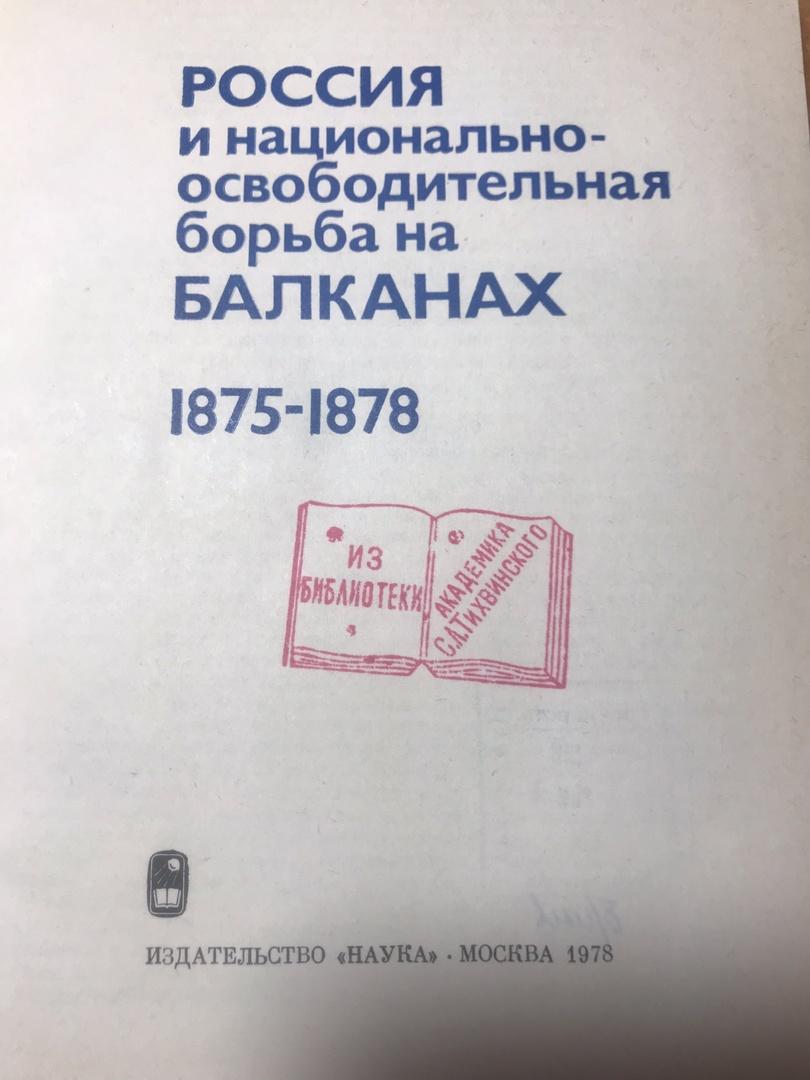 РОССИЯ
и национально-
освободительная
борьба на
БАЛКАНАХ
1875-1878
ИЗ
БИБЛИОТЕКИ
АКАДЕМИКА
С.Л.ТИХВИНСКОГО
ИЗДАТЕЛЬСТВО «НАУКА» · МОСКВА 1978